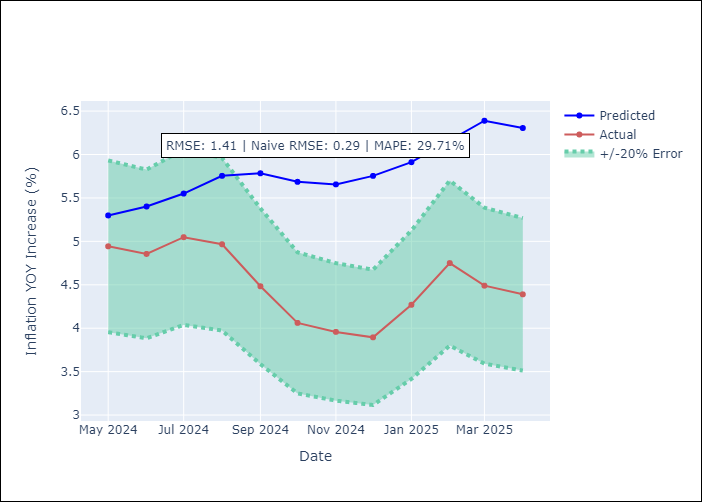 6.5
6
5.5
5
4.5
4
3.5
3
Inflation YOY Increase (%)
RMSE: 1.41 | Naive RMSE: 0.29 | MAPE: 29.71%
Predicted
Actual
+/-20% Error
May 2024 Jul 2024 Sep 2024 Nov 2024 Jan 2025 Mar 2025
Date